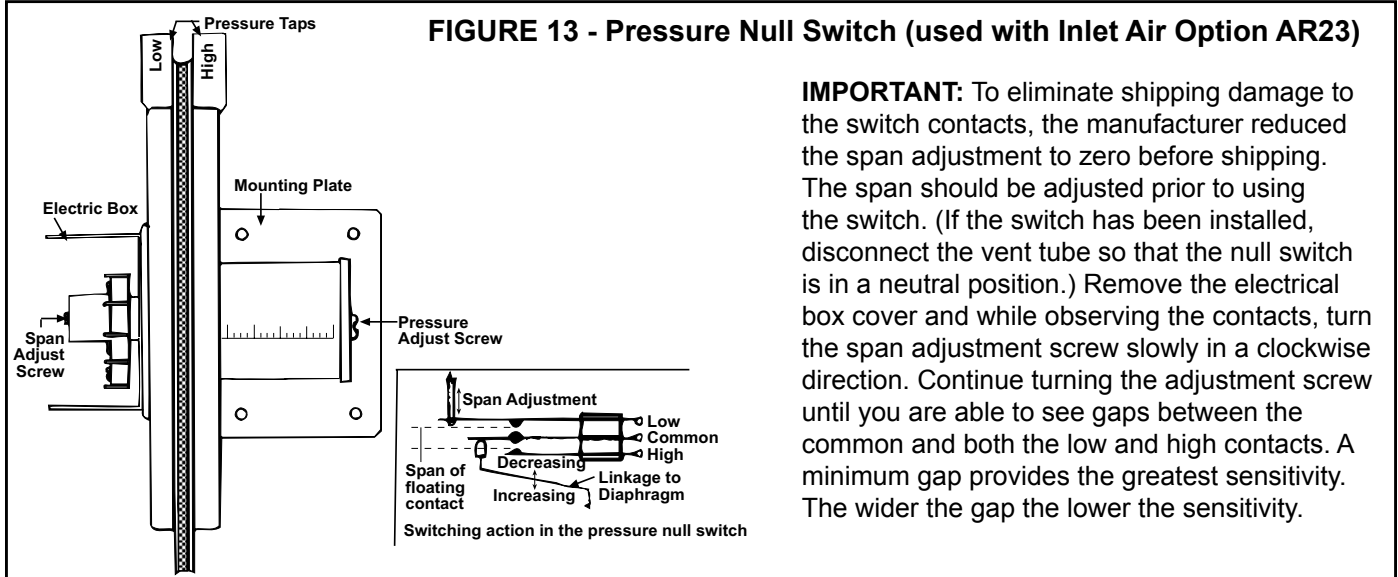 FIGURE 13 - Pressure Null Switch (used with Inlet Air Option AR23)
Pressure Taps
Low
High
Mounting Plate
Electric Box
Span
Adjust
Screw
Pressure
Adjust Screw
Span Adjustment
Low
Common
High
Span of
floating
contact
Decreasing
Increasing
Linkage to
Diaphragm
Switching action in the pressure null switch
IMPORTANT: To eliminate shipping damage to
the switch contacts, the manufacturer reduced
the span adjustment to zero before shipping.
The span should be adjusted prior to using
the switch. (If the switch has been installed,
disconnect the vent tube so that the null switch
is in a neutral position.) Remove the electrical
box cover and while observing the contacts, turn
the span adjustment screw slowly in a clockwise
direction. Continue turning the adjustment screw
until you are able to see gaps between the
common and both the low and high contacts. A
minimum gap provides the greatest sensitivity.
The wider the gap the lower the sensitivity.